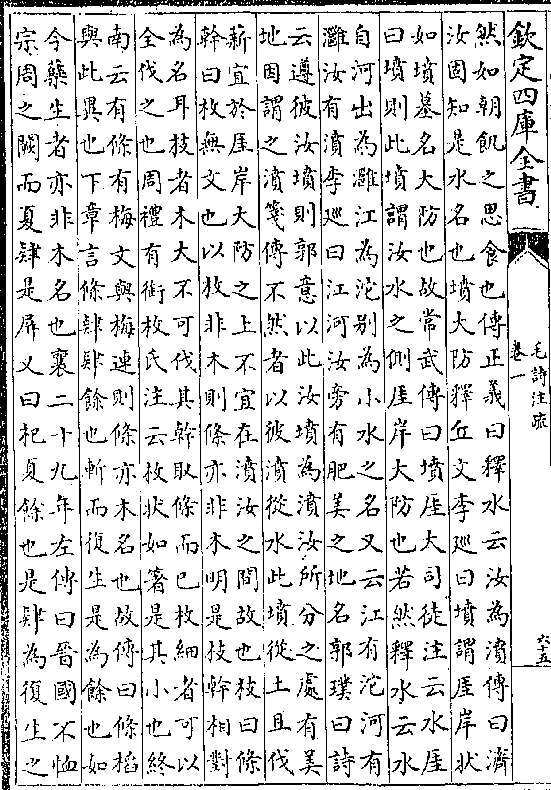 欽定四庫全書
毛詩注疏
卷一
六十五
然如朝飢之思食也傳正義曰釋水云汝為濆傳曰濟
汝固知是水名也墳大防釋丘文李廵曰墳謂厓岸狀
如墳墓名大防也故常武傳曰墳厓大司徒注云水厓
曰墳則此墳謂汝水之側厓岸大防也若然釋水云水
自河出為灉江為沱别為小水之名又云江有沱河有
灉汝有濆李廵曰江河汝旁有肥美之地名郭璞曰詩
云遵彼汝墳則郭意以此汝墳為濆汝所分之處有美
地因謂之濆箋傳不然者以彼濆從水此墳從土且伐
薪宜於厓岸大防之上不宜在濆汝之間故也枝曰條
幹曰枚無文也以枚非木則條亦非木明是枝幹相對
為名耳枝者木大不可伐其幹取條而已枚細者可以
全伐之也周禮有銜枚氏注云枚狀如箸是其小也終
南云有條有梅文與梅連則條亦木名也故傳曰條槄
與此異也下章言條肄肄餘也斬而復生是為餘也如
今蘖生者亦非木名也襄二十九年左傳曰晉國不恤
宗周之闕而夏肄是屏又曰杞夏餘也是肄為復生之